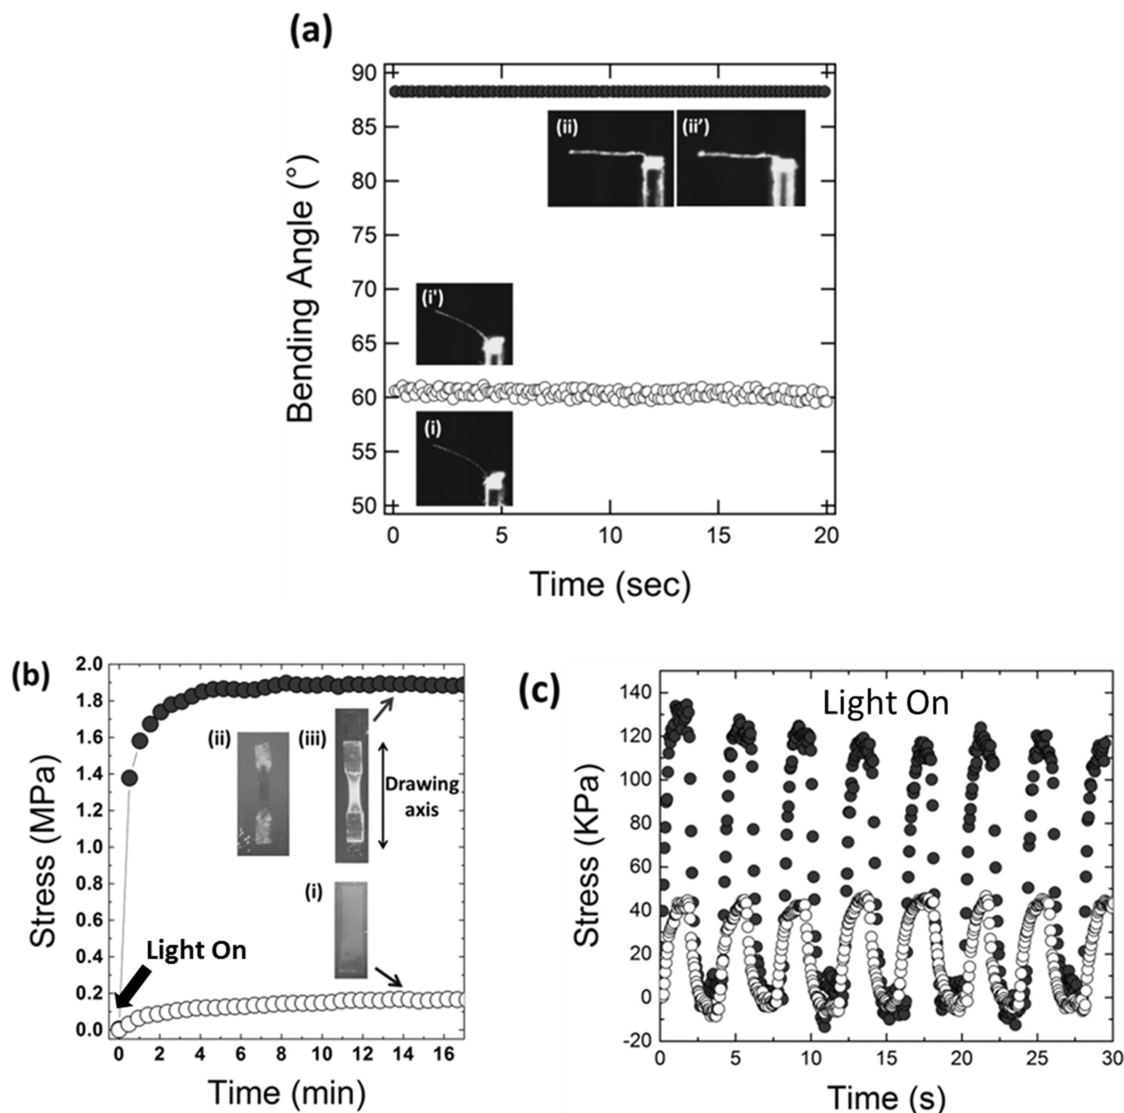 (a)
90
85
80
75
70
65
60
55
50
Bending Angle (°)
(ii)
(ii')
(i')
(i)
0 5 10 15 20
Time (sec)
(b)
2.0
1.8
1.6
1.4
1.2
1.0
0.8
0.6
0.4
0.2
0.0
Stress (MPa)
(ii)
(iii)
Drawing
axis
(i)
Light On
0 2 4 6 8 10 12 14 16
Time (min)
(c)
140
120
100
80
60
40
20
0
-20
Stress (KPa)
Light On
0 5 10 15 20 25 30
Time (s)